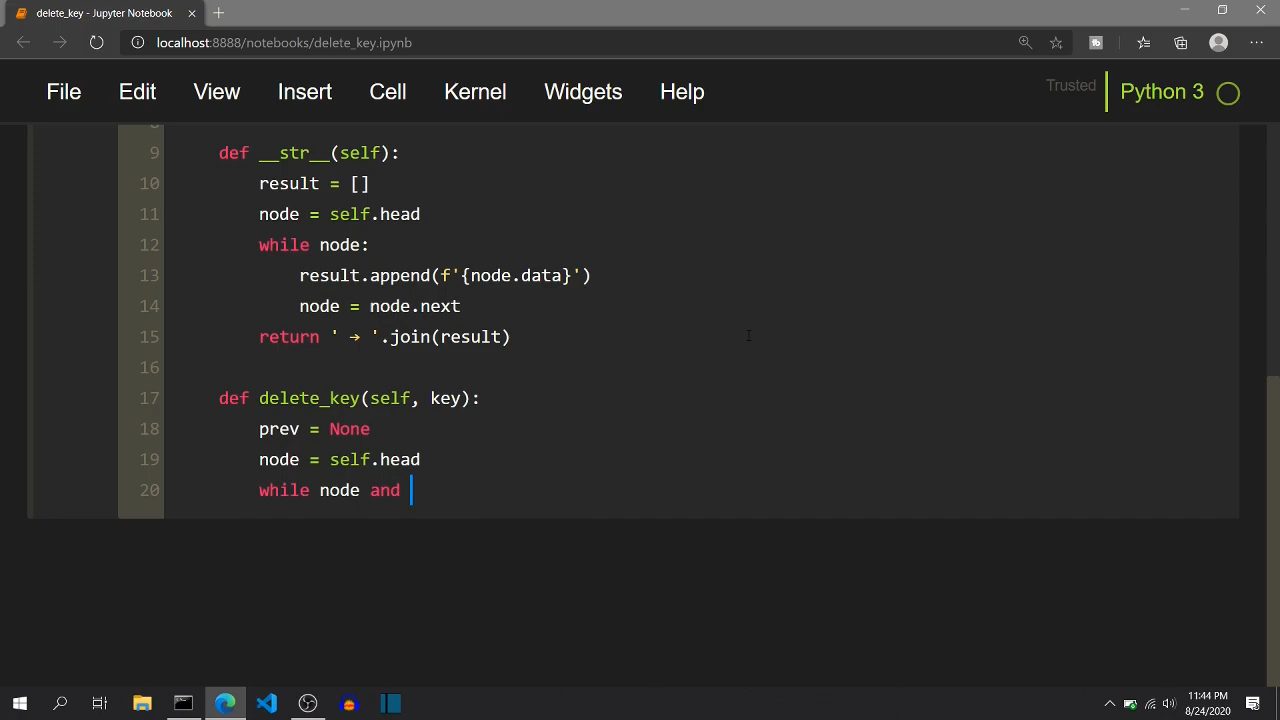 delete_key - Jupyter Notebook
localhost:8888/notebooks/delete_key.ipynb
File Edit View Insert Cell Kernel Widgets Help Trusted Python 3
9 def __str__(self):
10 result = []
11 node = self.head
12 while node:
13 result.append(f'{node.data}')
14 node = node.next
15 return ' → '.join(result)
16
17 def delete_key(self, key):
18 prev = None
19 node = self.head
20 while node and
11:44 PM
8/24/2020